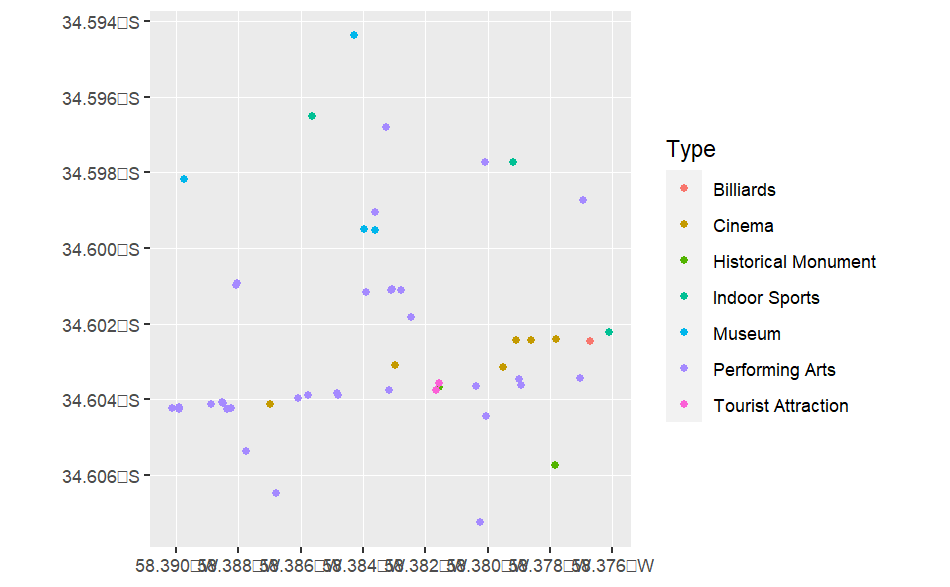 34.594□S
34.596□S
34.598□S
34.600□S
34.602□S
34.604□S
34.606□S
58.390□W 58.388□W 58.386□W 58.384□W 58.382□W 58.380□W 58.378□W 58.376□W
Type
Billiards
Cinema
Historical Monument
Indoor Sports
Museum
Performing Arts
Tourist Attraction